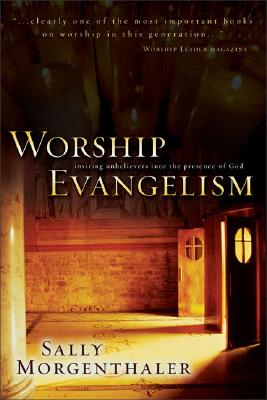 "...clearly one of the most important books
on worship in this generation..."
-Worship Leader magazine
Worship
inviting unbelievers into the presence of God
Evangelism
Sally
Morgenthaler